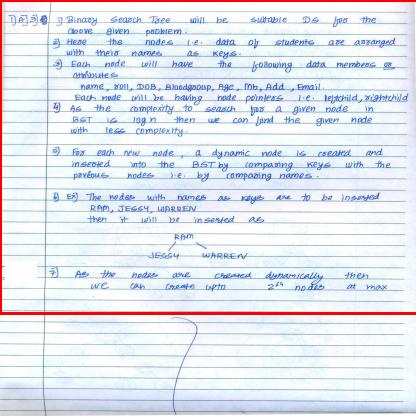 1) Binary Search Tree will be suitable DS for the
above given problem.
2) Here the nodes i.e. data of students are arranged
with their names as keys.
3) Each node will have the following data members or
attributes
name, roll, DOB, Bloodgroup, Age, Mb, Add, Email.
Each node will be having node pointers i.e. leftchild, rightchild
4) As the complexity to search for a given node in
BST is logn then we can find the given node
with less complexity.
5) For each new node, a dynamic node is created and
inserted into the BST by comparing keys with the
previous nodes i.e. by comparing names.
6) Ex) The nodes with names as keys are to be inserted
RAM, JESSY, WARREN
then it will be inserted as
RAM
JESSY WARREN
7) As the nodes are created dynamically then
we can create upto nodes at max